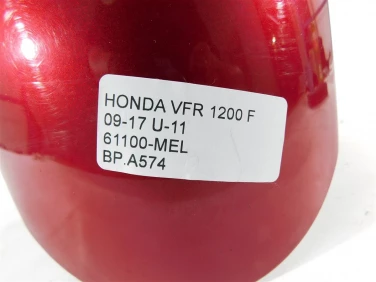 HONDA VFR 1200 F
09-17 U-11
61100-MEL
BP.A574